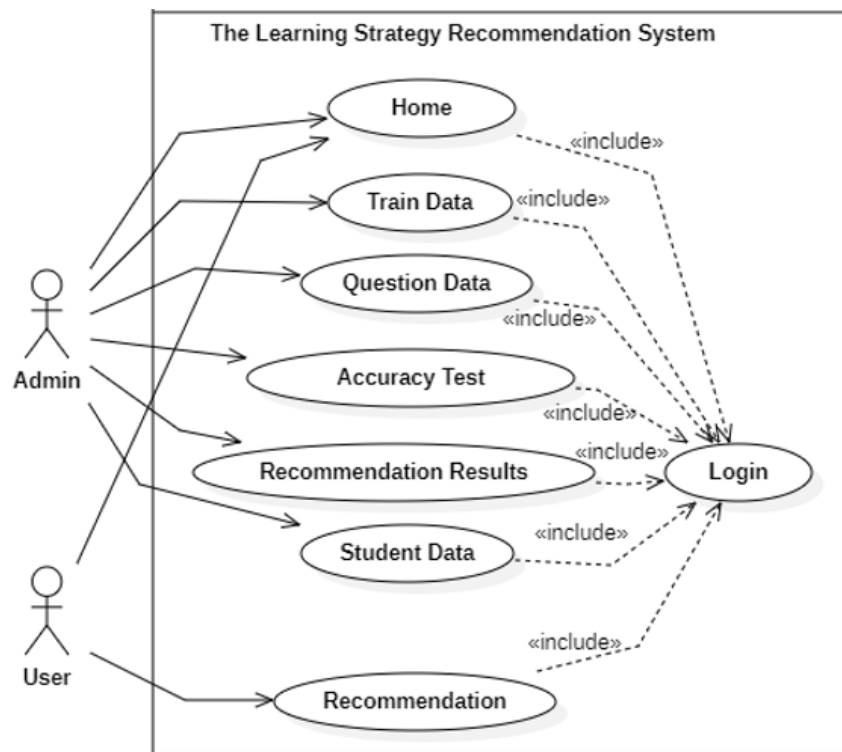 The Learning Strategy Recommendation System
Home
«include»
Train Data
«include»
Question Data
«include»
Admin
Accuracy Test
«include»
Recommendation Results
«include»
Login
Student Data
«include»
User
«include»
Recommendation